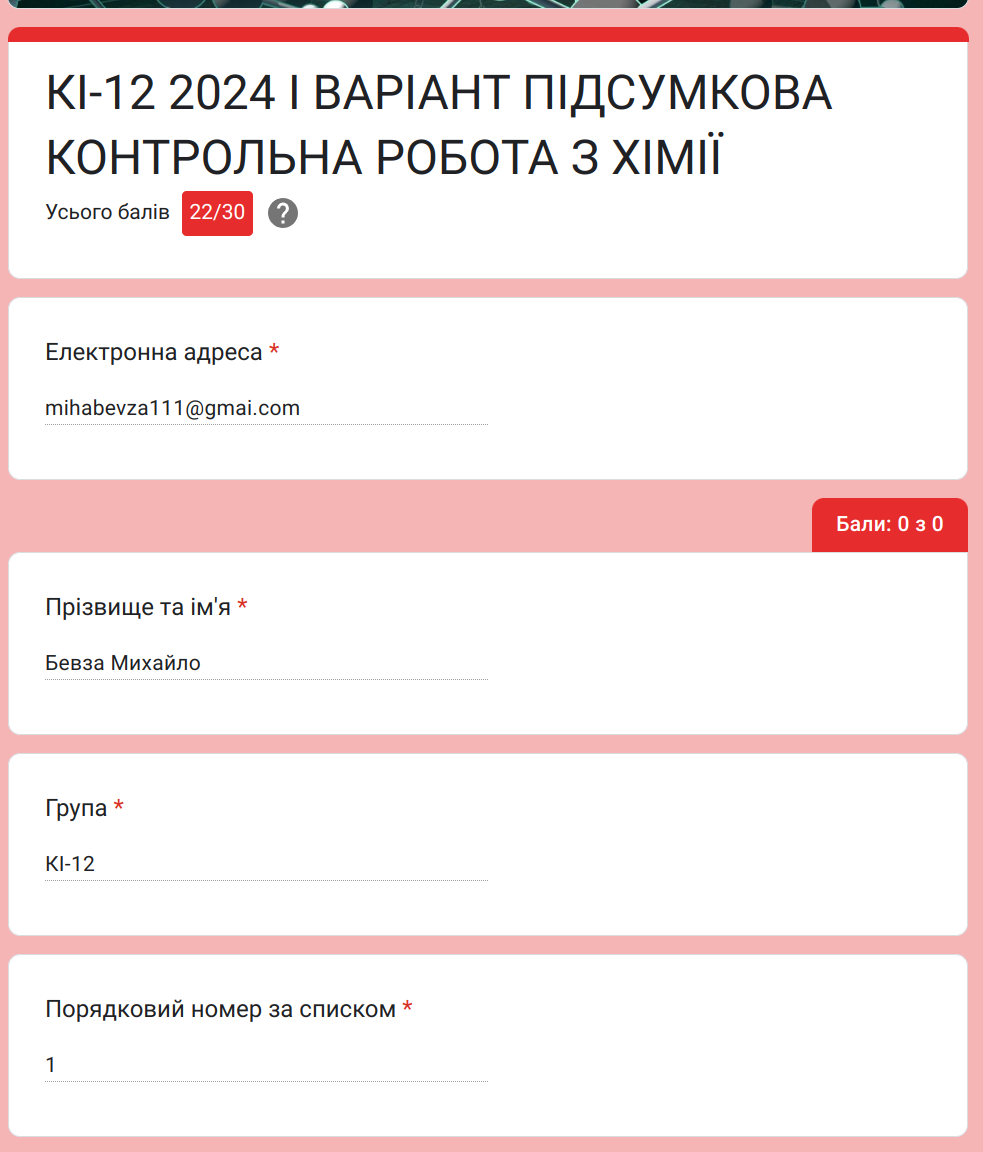 КІ-12 2024 І ВАРІАНТ ПІДСУМКОВА
КОНТРОЛЬНА РОБОТА З ХІМІЇ
Усього балів 22/30 ?
Електронна адреса *
mihabevza111@gmai.com
Бали: 0 з 0
Прізвище та ім'я *
Бевза Михайло
Група *
КІ-12
Порядковий номер за списком *
1